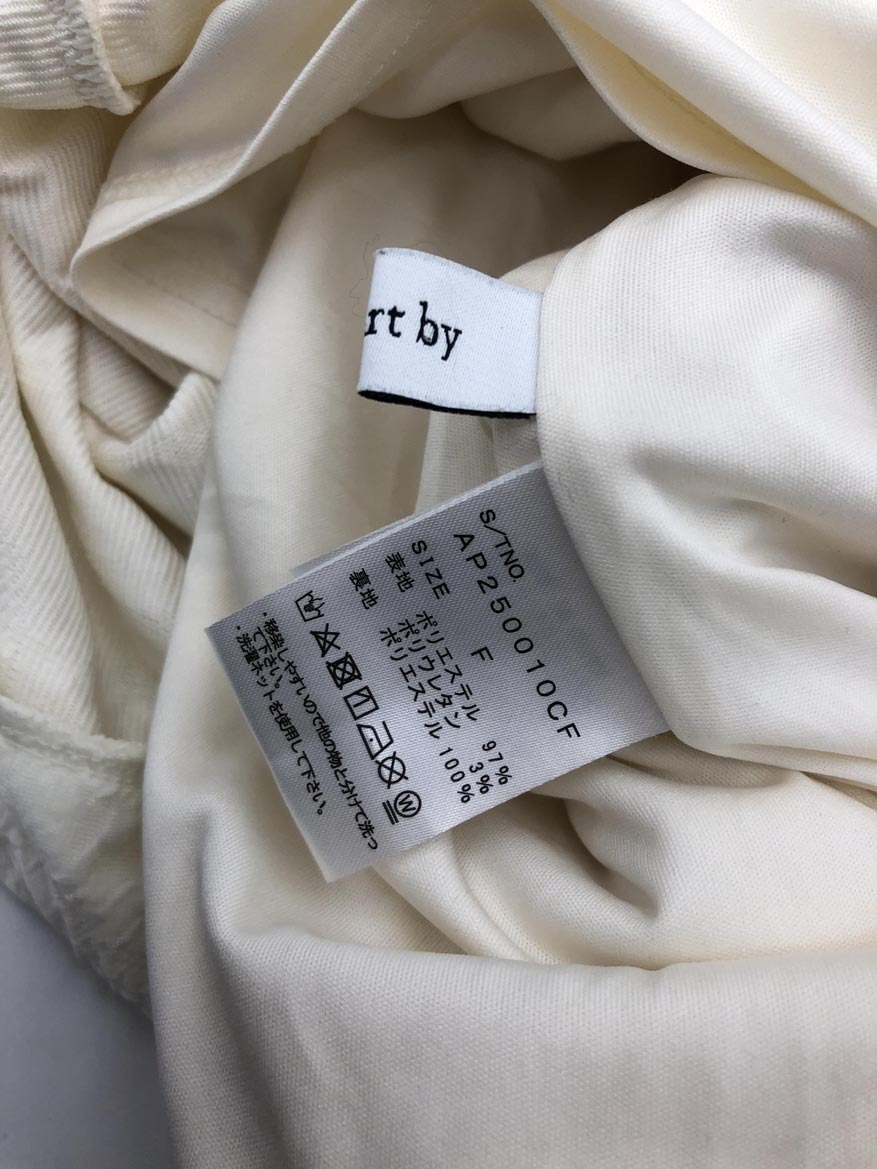 rt by
S/TNO.
AP250010CF
SIZE F
表地 ポリエステル 97%
ポリウレタン 3%
裏地 ポリエステル 100%
W
・移染しやすいので他の物と分けて洗っ
て下さい。
・洗濯ネットを使用して下さい。